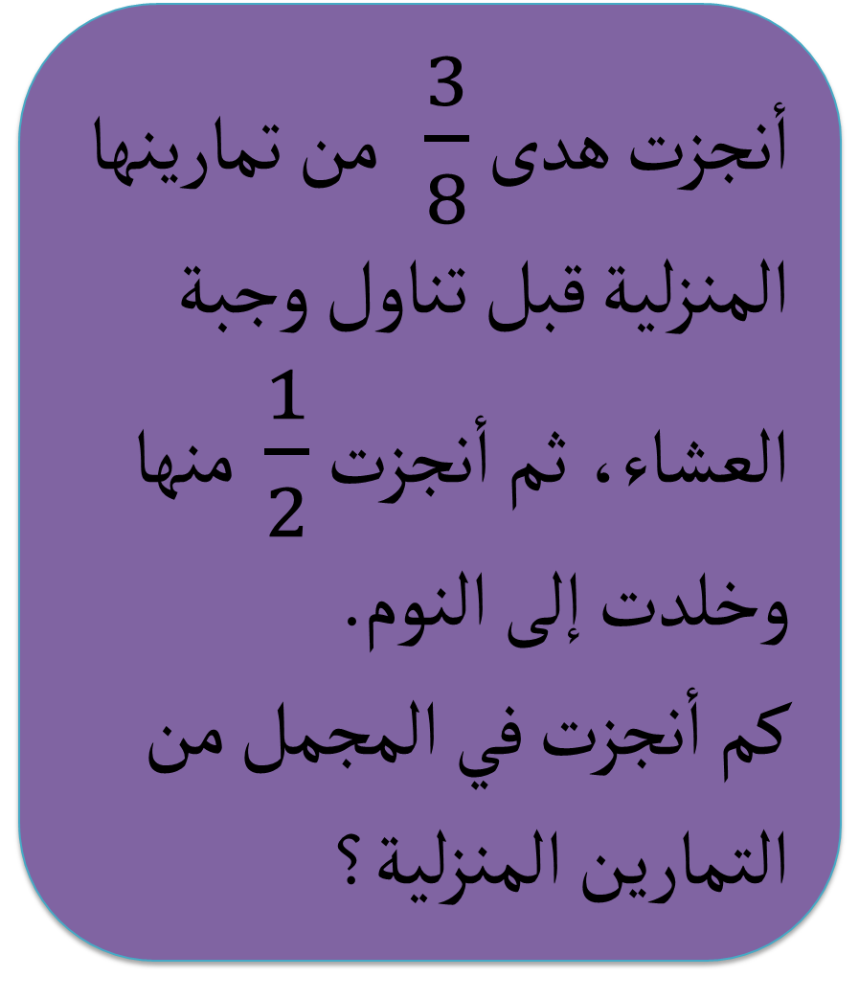 أنجزت هدى 3/8 من تمارينها
المنزلية قبل تناول وجبة
العشاء، ثم أنجزت 1/2 منها
وخلدت إلى النوم.
كم أنجزت في المجمل من
التمارين المنزلية؟